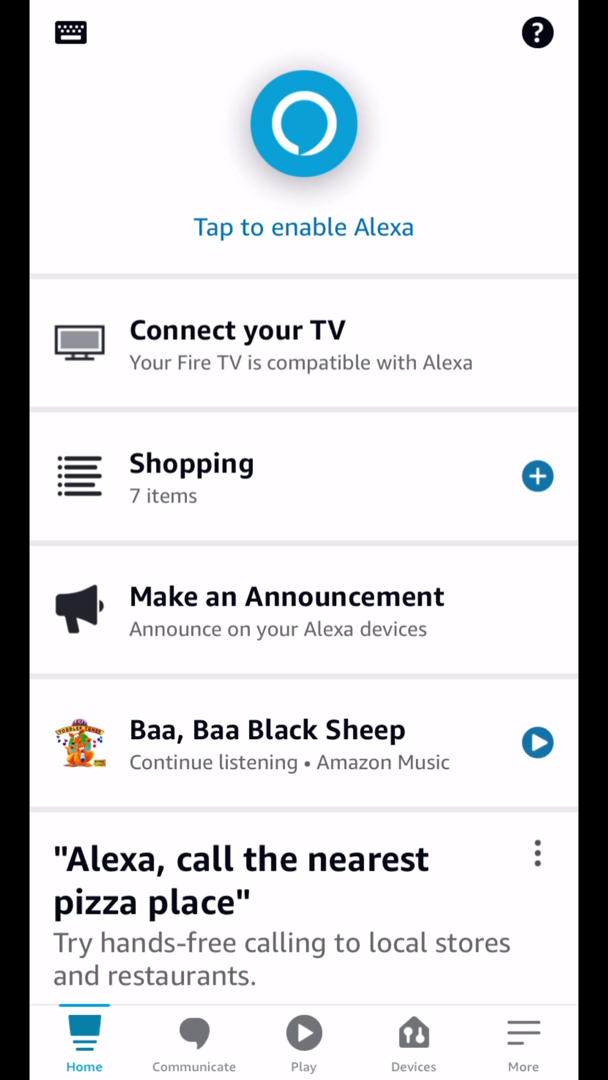 ?
Tap to enable Alexa
Connect your TV
Your Fire TV is compatible with Alexa
Shopping
7 items
Make an Announcement
Announce on your Alexa devices
Baa, Baa Black Sheep
Continue listening • Amazon Music
"Alexa, call the nearest
pizza place"
Try hands-free calling to local stores
and restaurants.
Home Communicate Play Devices More